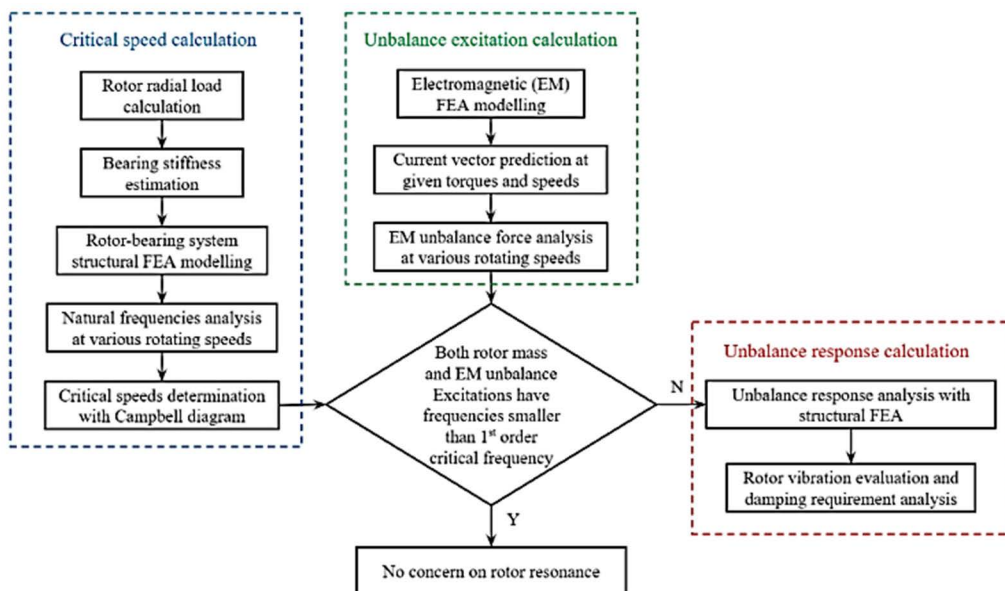 Critical speed calculation
Rotor radial load
calculation
Bearing stiffness
estimation
Rotor-bearing system
structural FEA modelling
Natural frequencies analysis
at various rotating speeds
Critical speeds determination
with Campbell diagram
Unbalance excitation calculation
Electromagnetic (EM)
FEA modelling
Current vector prediction at
given torques and speeds
EM unbalance force analysis
at various rotating speeds
Both rotor mass
and EM unbalance
Excitations have
frequencies smaller
than 1st order
critical frequency
N
Y
No concern on rotor resonance
Unbalance response calculation
Unbalance response analysis with
structural FEA
Rotor vibration evaluation and
damping requirement analysis